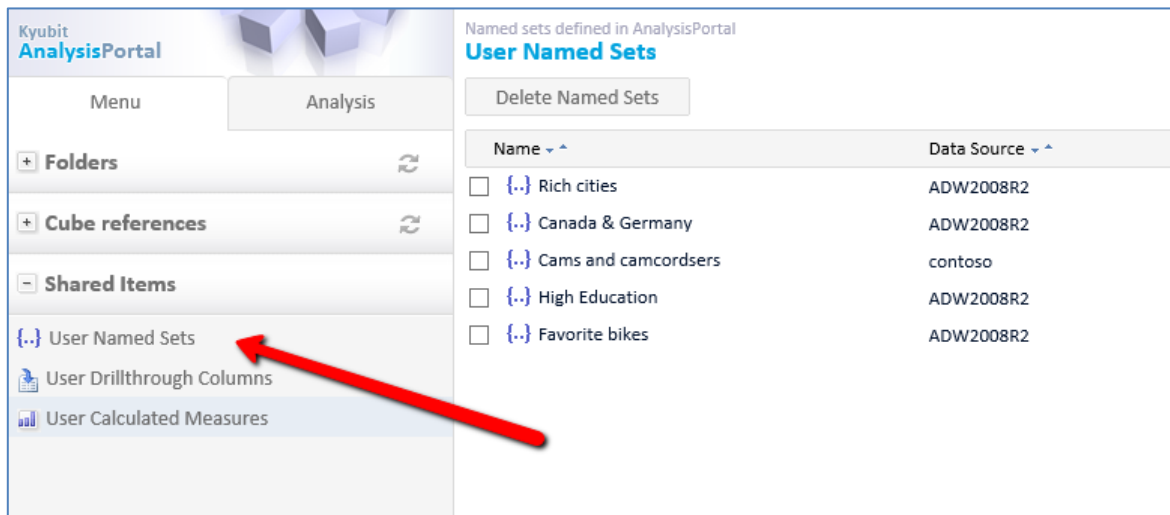 Kyubit
AnalysisPortal
Menu
Analysis
Folders
Cube references
Shared Items
{..} User Named Sets
User Drillthrough Columns
User Calculated Measures
Named sets defined in AnalysisPortal
User Named Sets
Delete Named Sets
Name Data Source
{..} Rich cities ADW2008R2
{..} Canada & Germany ADW2008R2
{..} Cams and camcordsers contoso
{..} High Education ADW2008R2
{..} Favorite bikes ADW2008R2